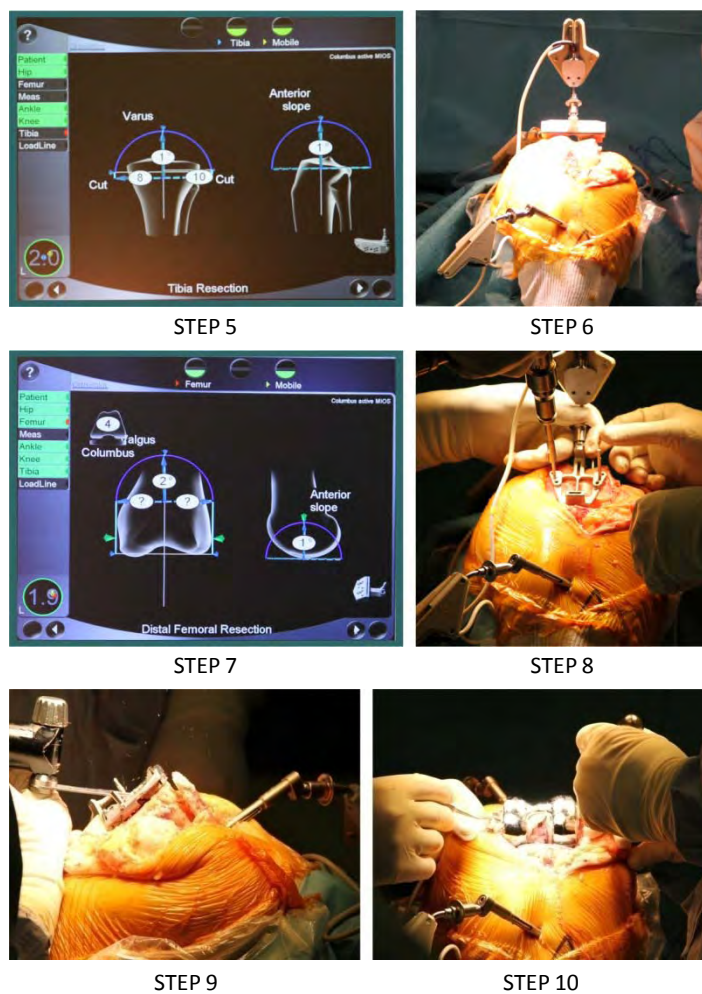 ?
Tibia
Mobile
Columbus active MIOS
Patient
Hip
Femur
Meas
Ankle
Knee
Tibia
LoadLine
Varus
1
Cut
8
10
Cut
Anterior
slope
1
L
2.0
Tibia Resection
STEP 5
STEP 6
?
Femur
Mobile
Columbus active MIOS
Patient
Hip
Femur
Meas
Ankle
Knee
Tibia
LoadLine
4
Valgus
Columbus
2°
?
?
Anterior
slope
1
L
1.9
Distal Femoral Resection
STEP 7
STEP 8
STEP 9
STEP 10